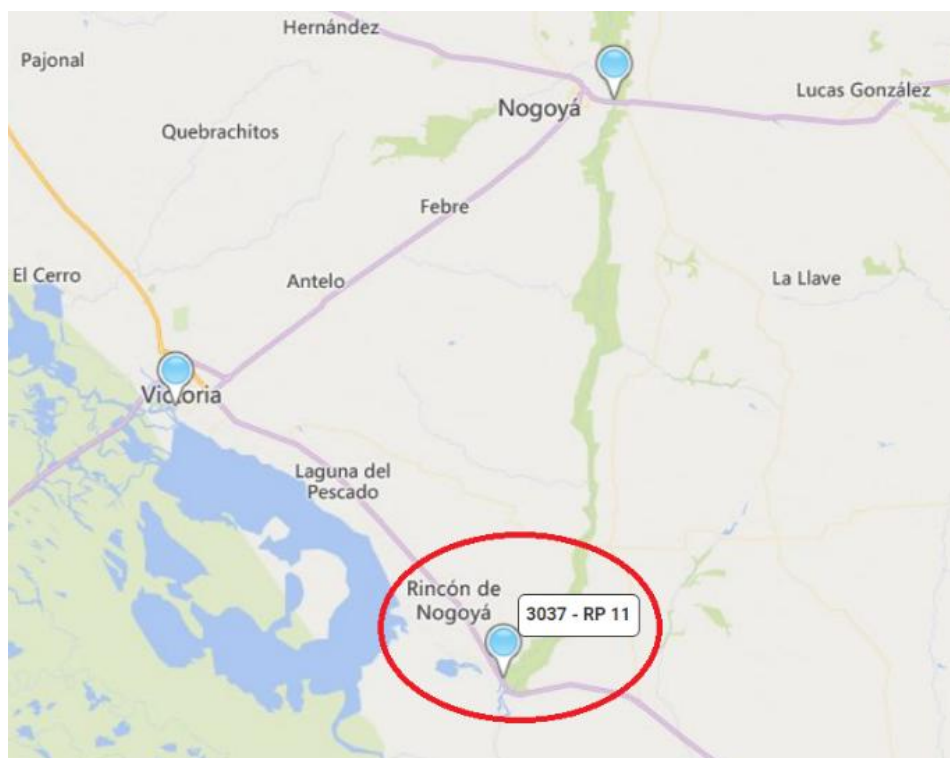 Hernández
Pajonal
Lucas González
Nogoyá
Quebrachitos
Febre
El Cerro
Antelo
La Llave
Victoria
Laguna del
Pescado
Rincón de
Nogoyá
3037 - RP 11